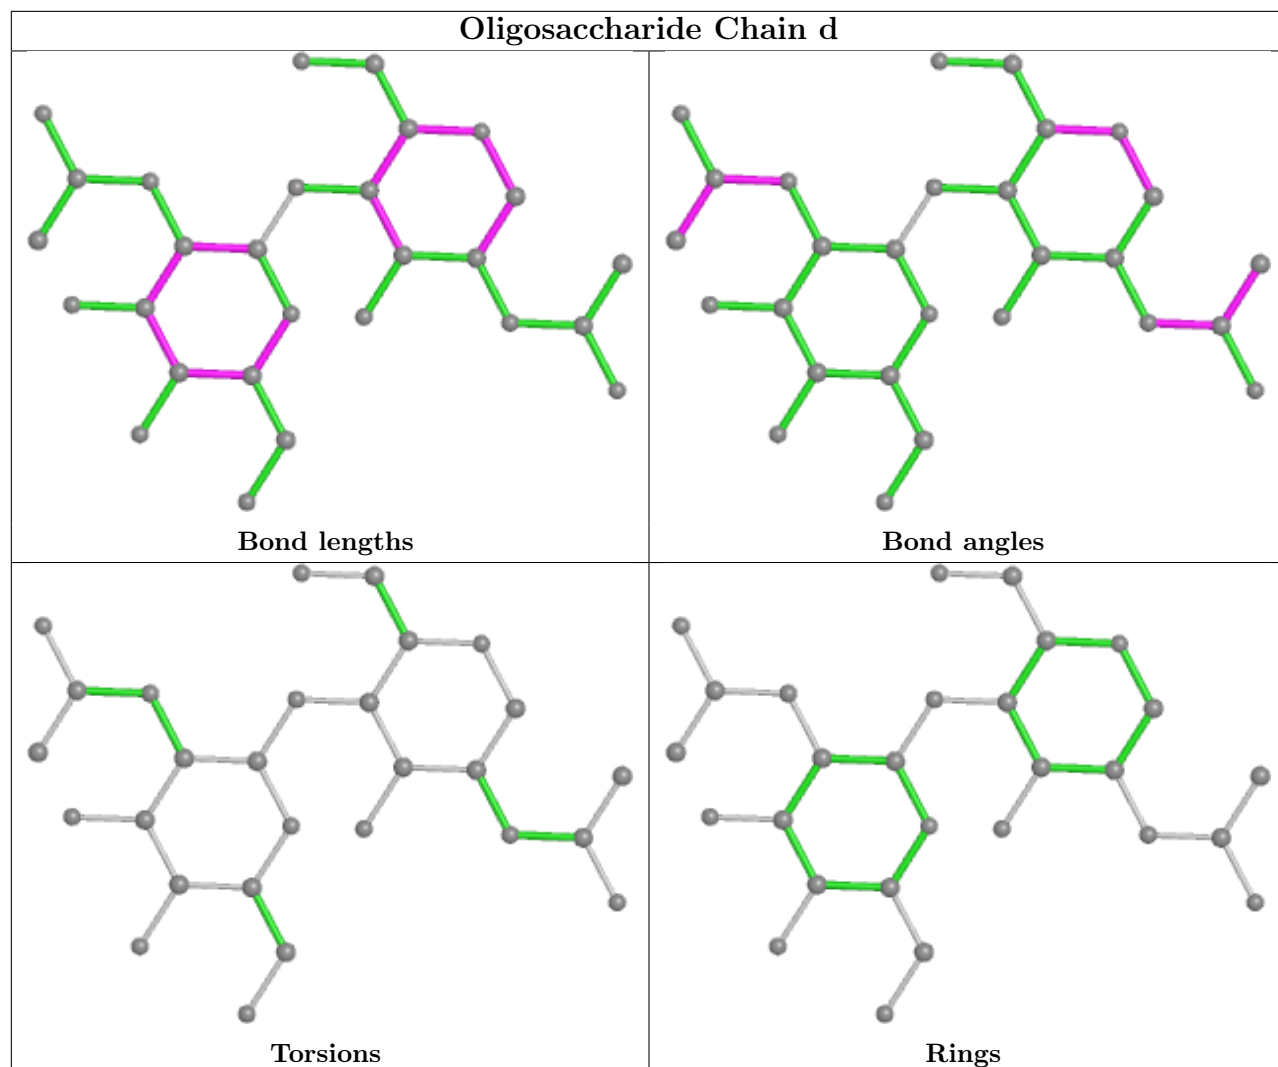 Oligosaccharide Chain d
Bond lengths
Bond angles
Torsions
Rings